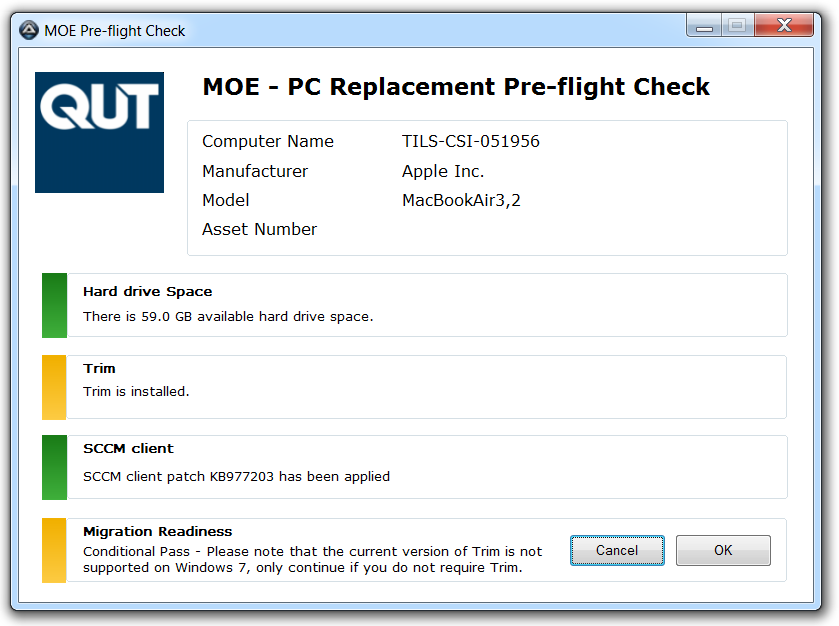 MOE Pre-flight Check
QUT
MOE - PC Replacement Pre-flight Check
Computer Name TILS-CSI-051956
Manufacturer Apple Inc.
Model MacBookAir3,2
Asset Number
Hard drive Space
There is 59.0 GB available hard drive space.
Trim
Trim is installed.
SCCM client
SCCM client patch KB977203 has been applied
Migration Readiness
Conditional Pass - Please note that the current version of Trim is not
supported on Windows 7, only continue if you do not require Trim.
Cancel OK